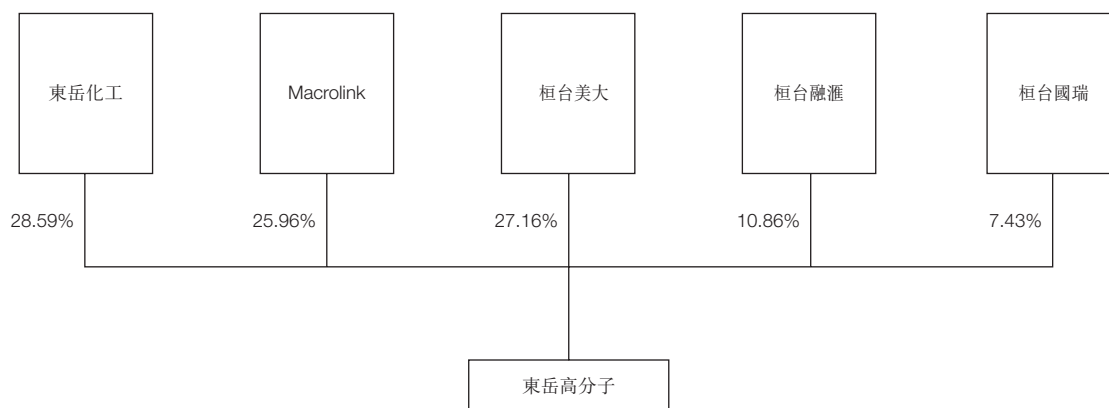 東岳化工
Macrolink
桓台美大
桓台融滙
桓台國瑞
28.59%
25.96%
27.16%
10.86%
7.43%
東岳高分子